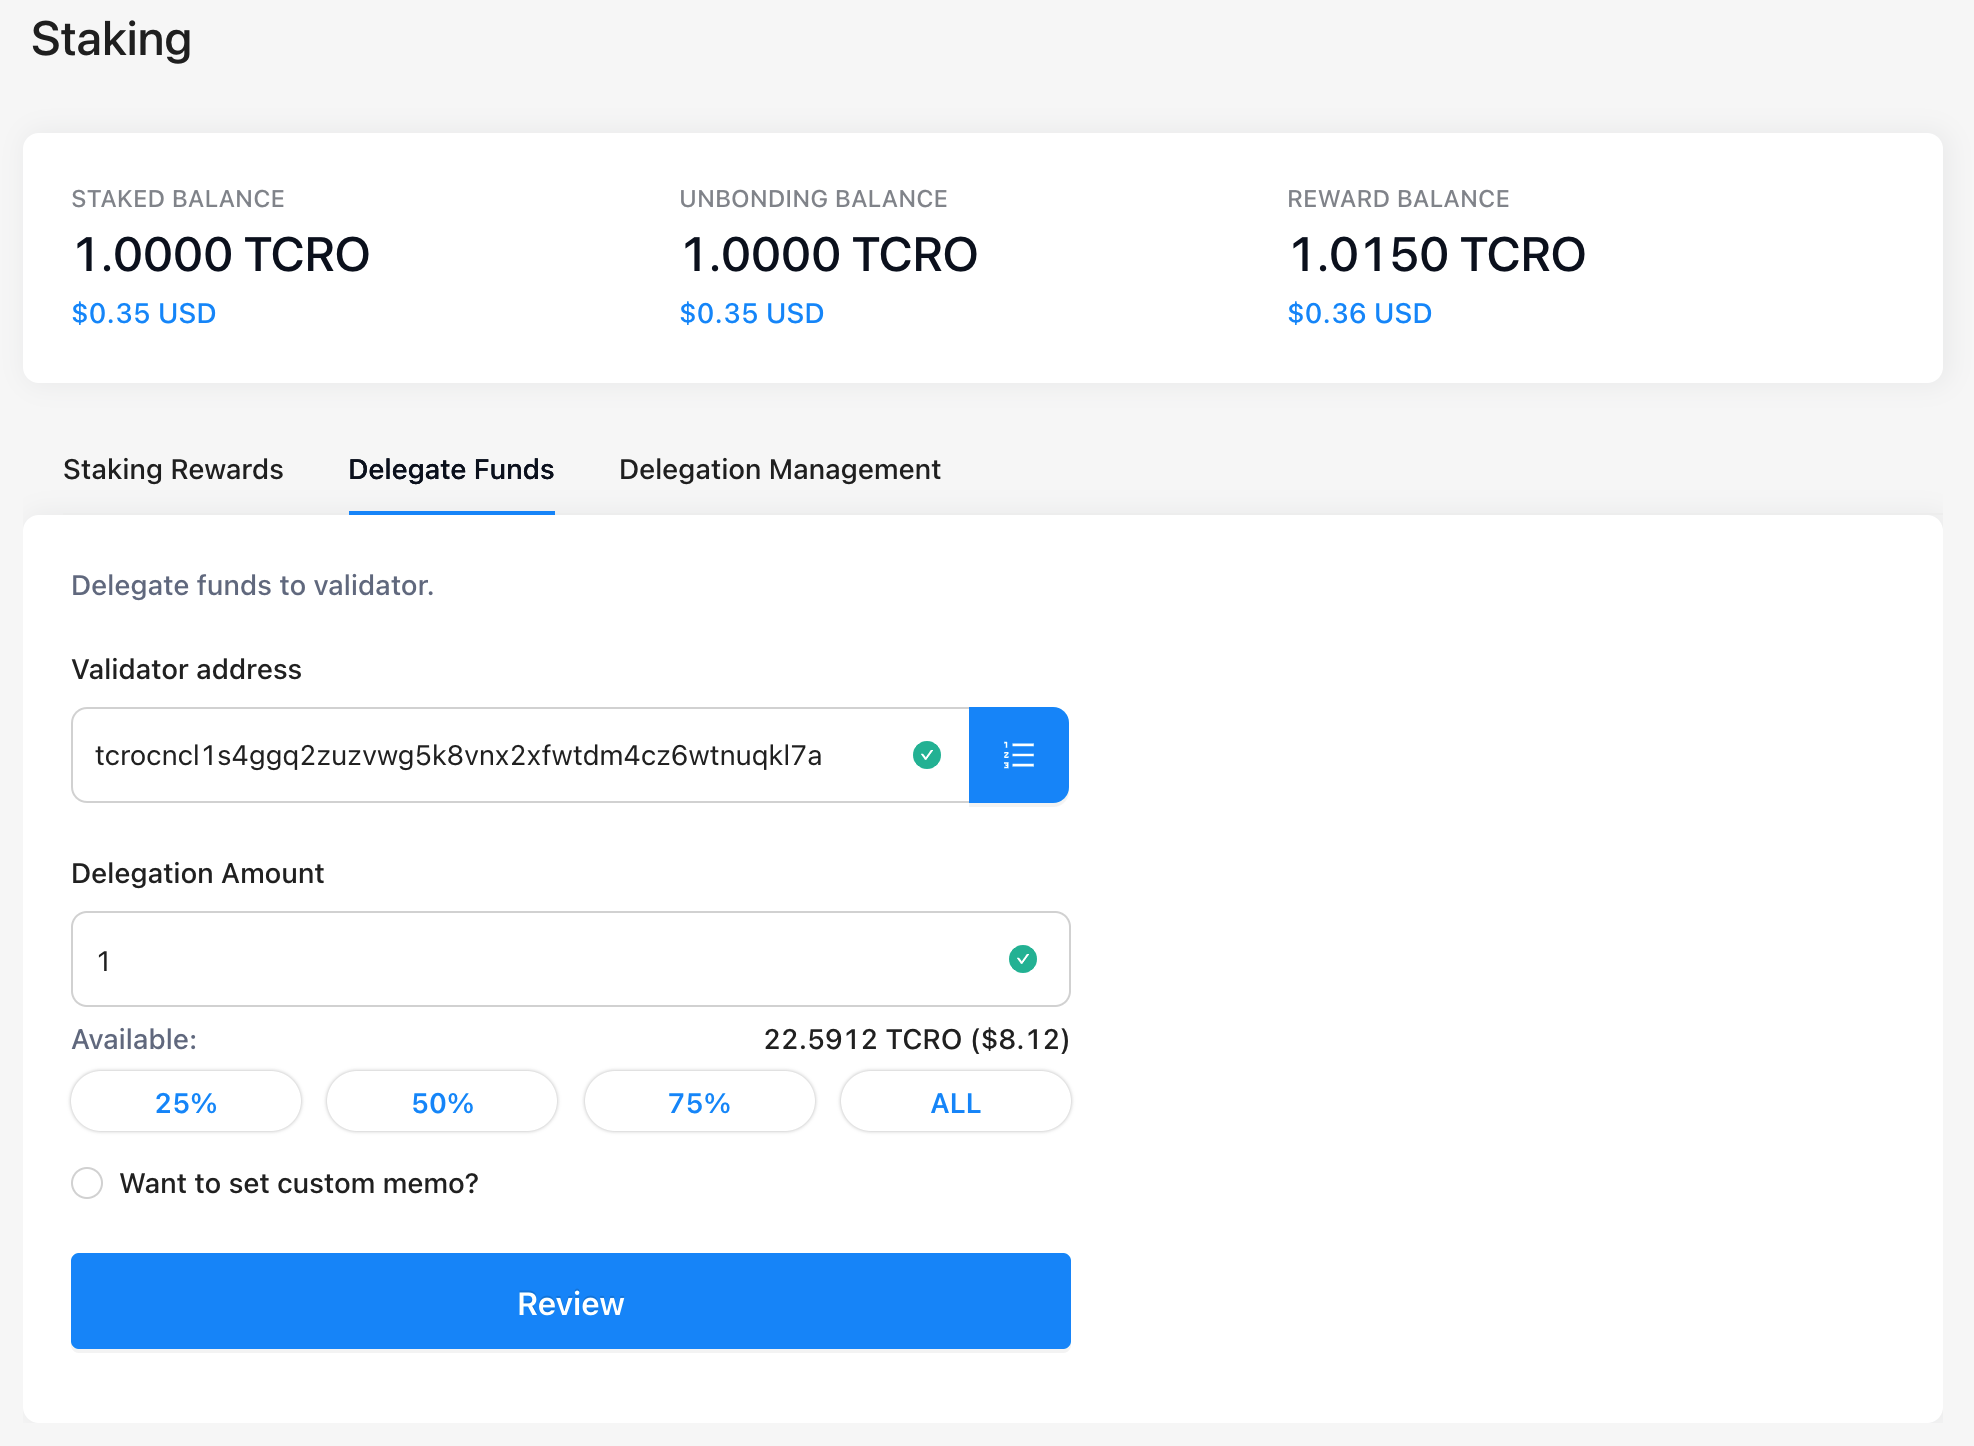 Staking
STAKED BALANCE
1.0000 TCRO
$0.35 USD
UNBONDING BALANCE
1.0000 TCRO
$0.35 USD
REWARD BALANCE
1.0150 TCRO
$0.36 USD
Staking Rewards
Delegate Funds
Delegation Management
Delegate funds to validator.
Validator address
tcrocncl1s4ggq2zuzvwg5k8vnx2xfwtdm4cz6wtnuqkl7a
Delegation Amount
1
Available:
22.5912 TCRO ($8.12)
25%
50%
75%
ALL
Want to set custom memo?
Review